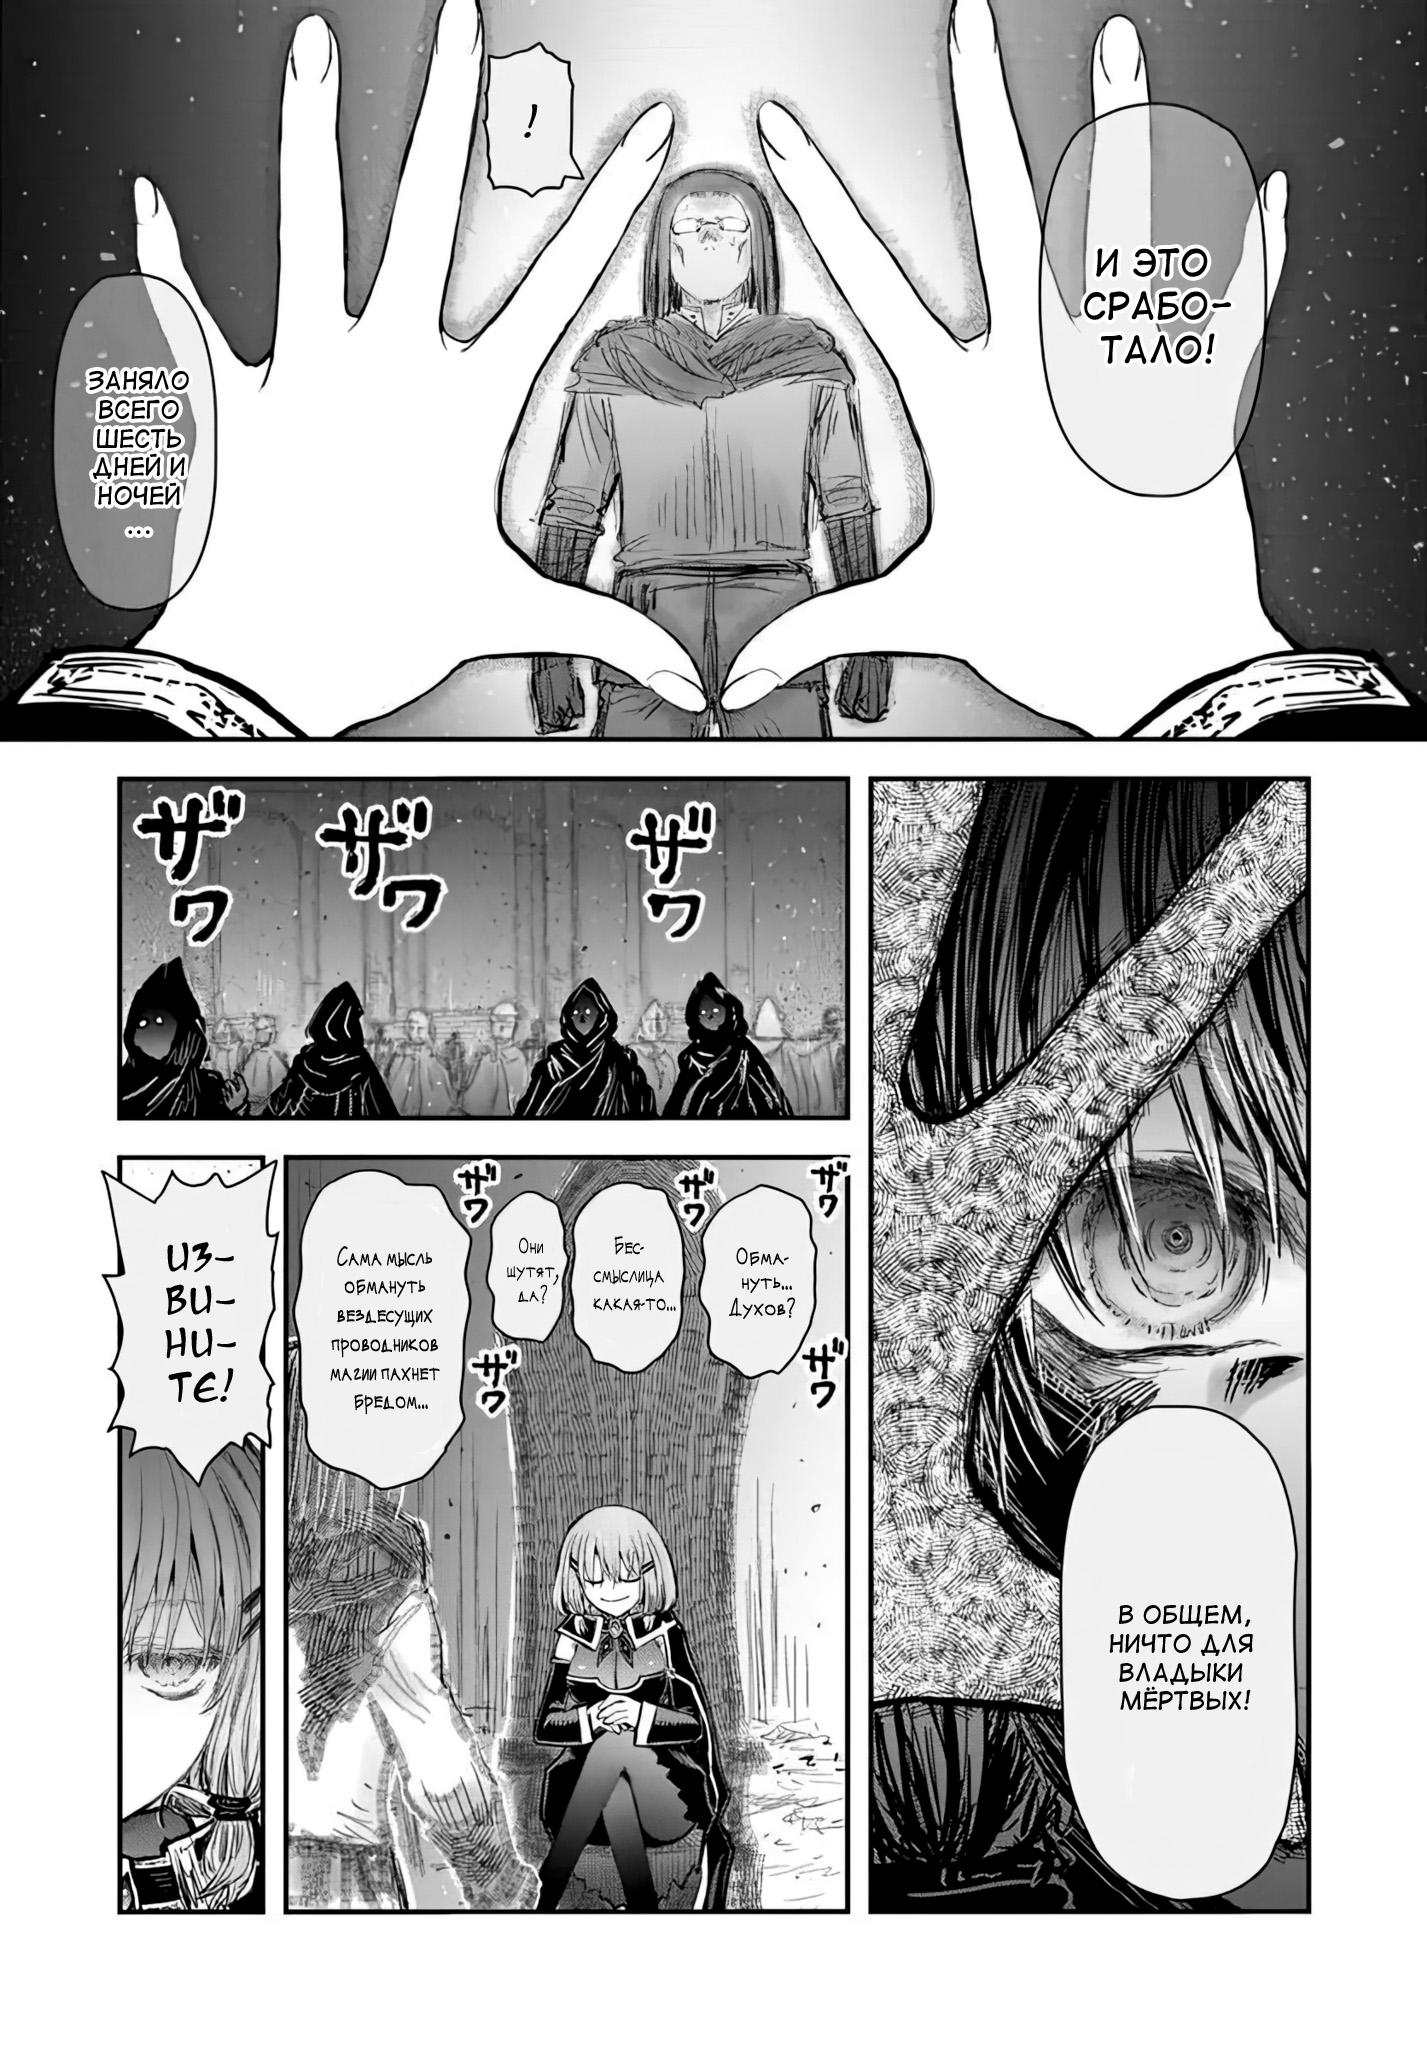 И ЭТО
СРАБО-
ТАЛО!
!
ЗАНЯЛО
ВСЕГО
ШЕСТЬ
ДНЕЙ И
НОЧЕЙ
...
В ОБЩЕМ,
НИЧТО ДЛЯ
ВЛАДЫКИ
МЁРТВЫХ!
ザワ
ザワ
ザワ
ザワ
ザワ
ザワ
Обма-
нуть...
Духов?
Бес-
смыслица
какая-то...
Они
шутят,
да?
Сама мысль
обмануть
вездесущих
проводников
магии пахнет
бредом...
ザワ
ザワ
ИЗ-
ВИ-
НИ-
ТЕ!